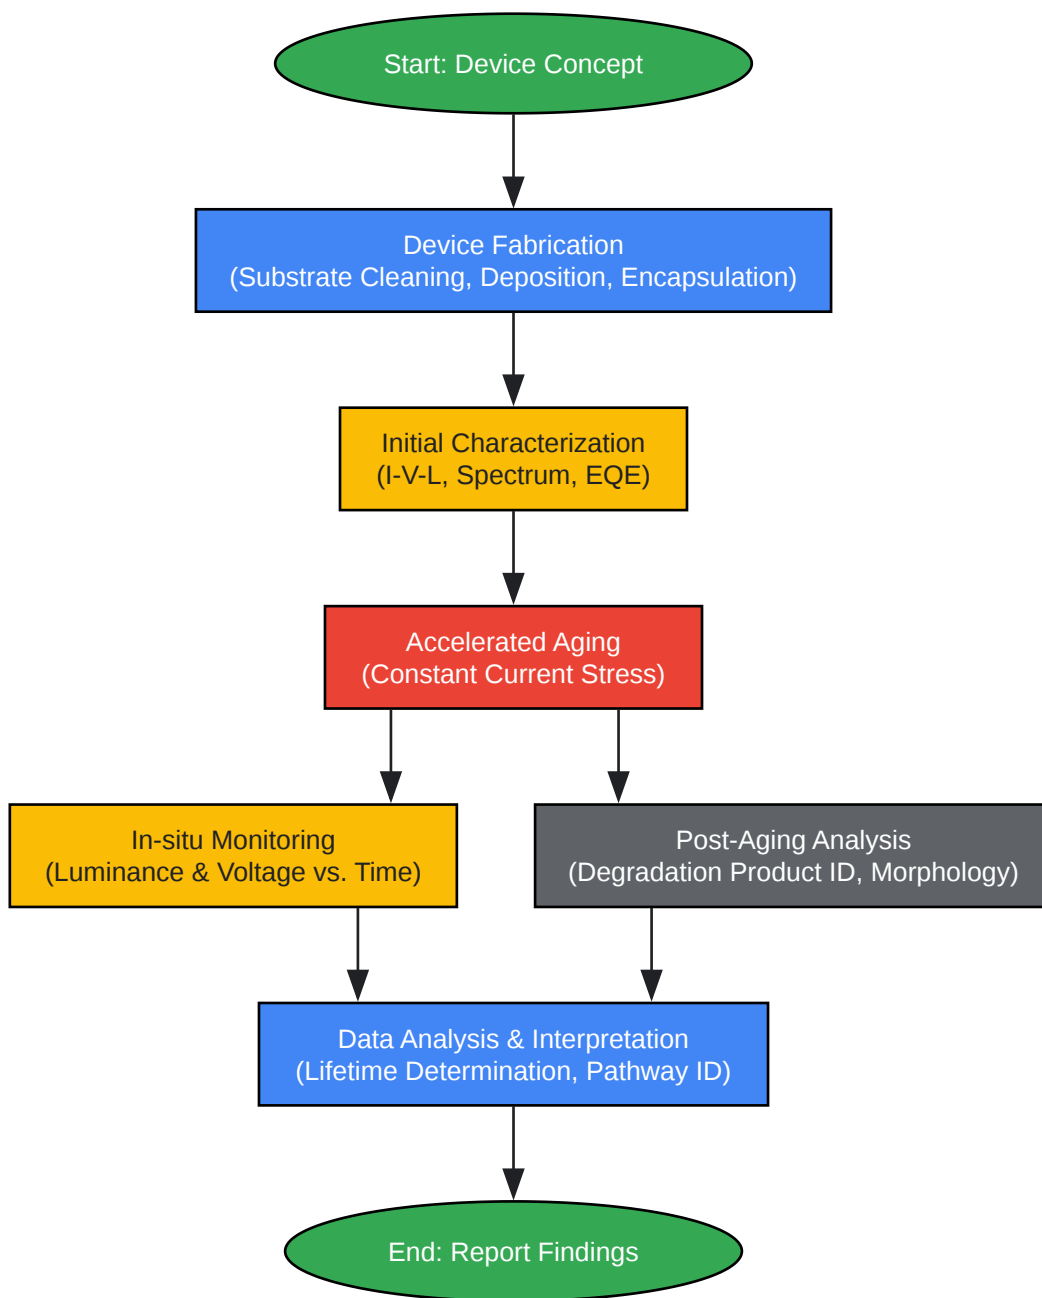 Start: Device Concept
Device Fabrication
(Substrate Cleaning, Deposition, Encapsulation)
Initial Characterization
(I-V-L, Spectrum, EQE)
Accelerated Aging
(Constant Current Stress)
In-situ Monitoring
(Luminance & Voltage vs. Time)
Post-Aging Analysis
(Degradation Product ID, Morphology)
Data Analysis & Interpretation
(Lifetime Determination, Pathway ID)
End: Report Findings